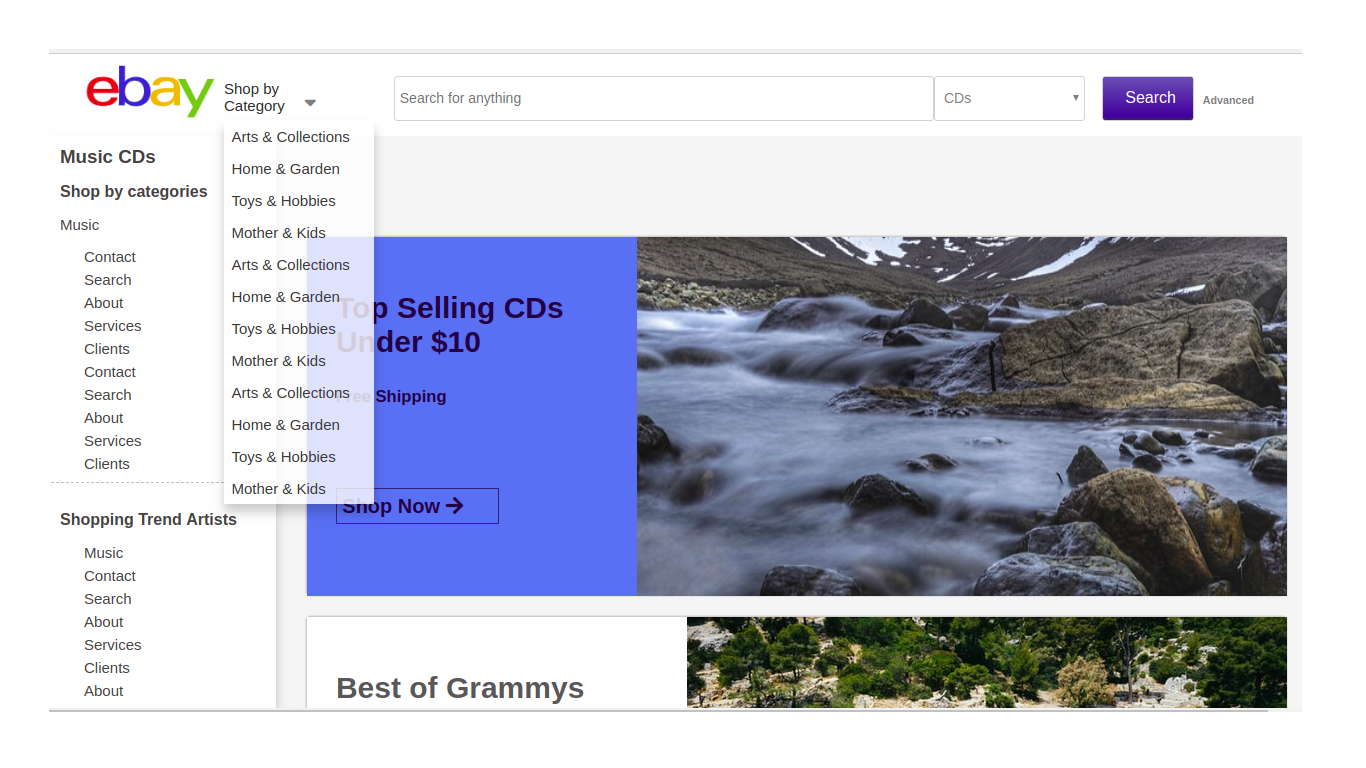 ebay
Shop by
Category
Search for anything
CDs
Search
Advanced
Arts & Collections
Home & Garden
Toys & Hobbies
Mother & Kids
Arts & Collections
Home & Garden
Toys & Hobbies
Mother & Kids
Arts & Collections
Home & Garden
Toys & Hobbies
Mother & Kids
Music CDs
Shop by categories
Music
Contact
Search
About
Services
Clients
Contact
Search
About
Services
Clients
Shopping Trend Artists
Music
Contact
Search
About
Services
Clients
About
Top Selling CDs
Under $10
Free Shipping
Shop Now
Best of Grammys